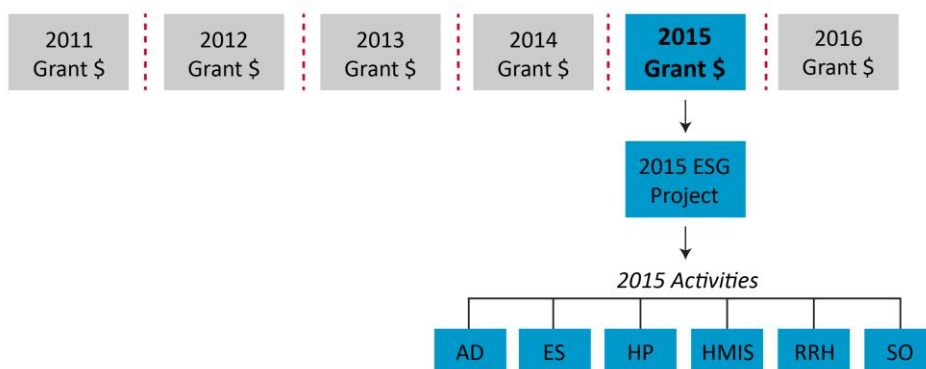 2011
Grant $
2012
Grant $
2013
Grant $
2014
Grant $
2015
Grant $
2016
Grant $
2015 ESG
Project
2015 Activities
AD
ES
HP
HMIS
RRH
SO